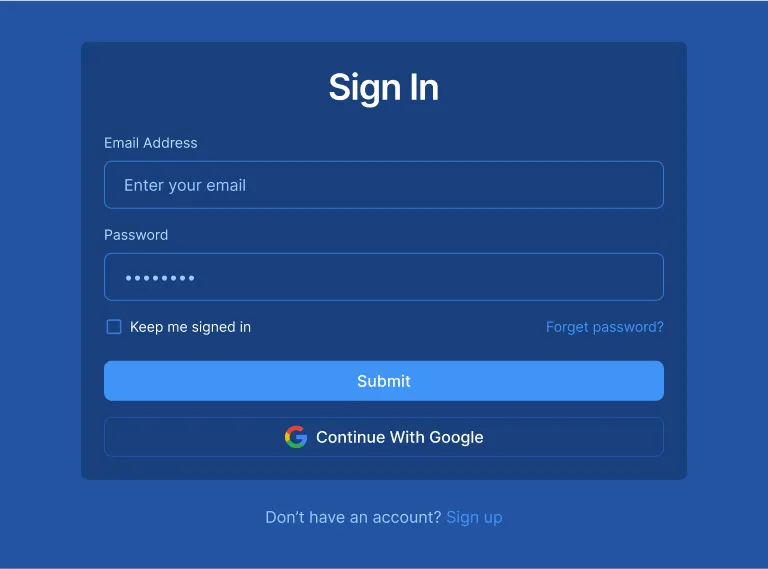 Sign In
Email Address
Enter your email
Password
••••••••
Keep me signed in
Forget password?
Submit
Continue With Google
Don’t have an account? Sign up